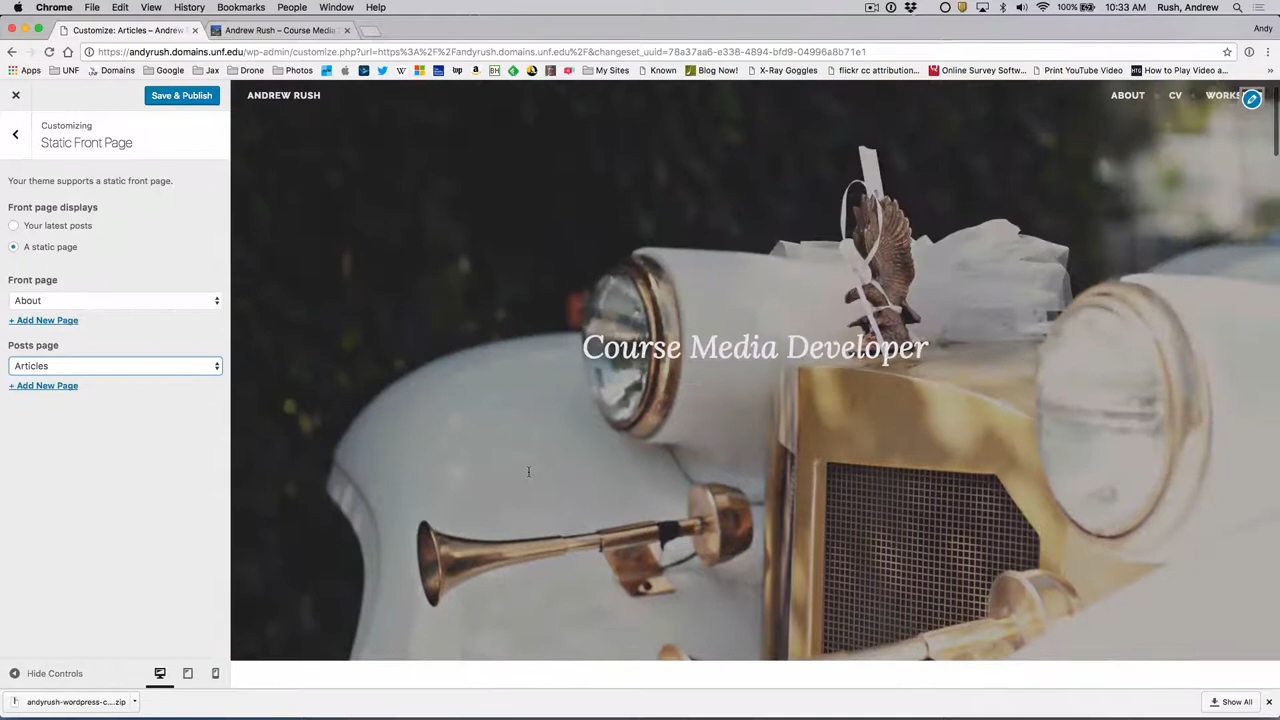 Chrome File Edit View History Bookmarks People Window Help 100% 10:33 AM Rush, Andrew
Customize: Articles – Andrew R
Andrew Rush – Course Media
Andy
https://andyrush.domains.unf.edu/wp-admin/customize.php?url=https%3A%2F%2Fandyrush.domains.unf.edu%2F&changeset_uuid=78a37aa6-e338-4894-bfd9-04996a8b71e1
Apps UNF Domains Google Jax Drone Photos My Sites Known Blog Now! X-Ray Goggles flickr cc attribution... Online Survey Softw... Print YouTube Video How to Play Video a...
Save & Publish
ANDREW RUSH
ABOUT
CV
WORKS
Customizing
Static Front Page
Your theme supports a static front page.
Front page displays
Your latest posts
A static page
Front page
About
+ Add New Page
Posts page
Articles
+ Add New Page
Course Media Developer
Hide Controls
andyrush-wordpress-c....zip
Show All